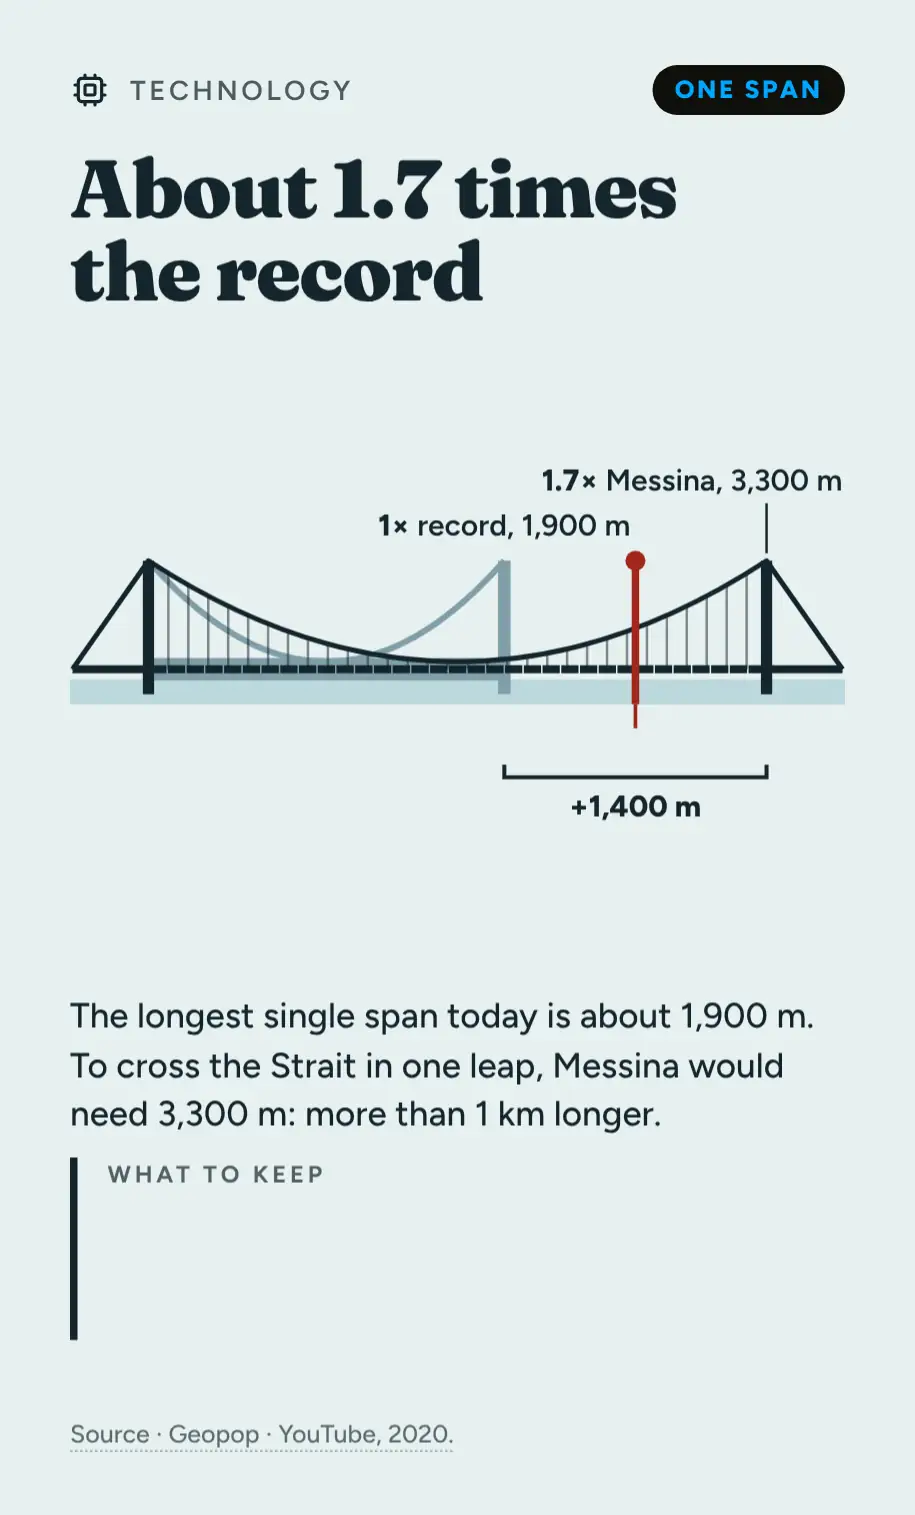 TECHNOLOGY
ONE SPAN
About 1.7 times
the record
1.7× Messina, 3,300 m
1× record, 1,900 m
+1,400 m
The longest single span today is about 1,900 m.
To cross the Strait in one leap, Messina would
need 3,300 m: more than 1 km longer.
WHAT TO KEEP
Source · Geopop · YouTube, 2020.